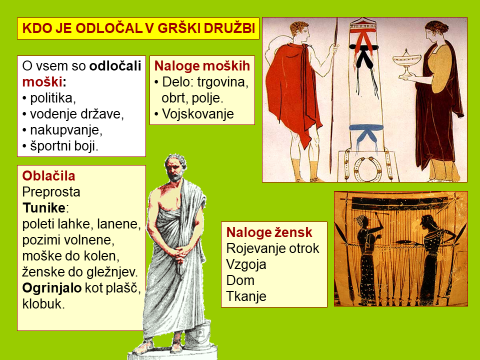 KDO JE ODLOČAL V GRŠKI DRUŽBI
O vsem so odločali
moški:
• politika,
• vodenje države,
• nakupvanje,
• športni boji.
Naloge moških
• Delo: trgovina,
obrt, polje.
• Vojskovanje
Oblačila
Preprosta
Tunike:
poleti lahke, lanene,
pozimi volnene,
moške do kolen,
ženske do gležnjev.
Ogrinjalo kot plašč,
klobuk.
Naloge žensk
Rojevanje otrok
Vzgoja
Dom
Tkanje